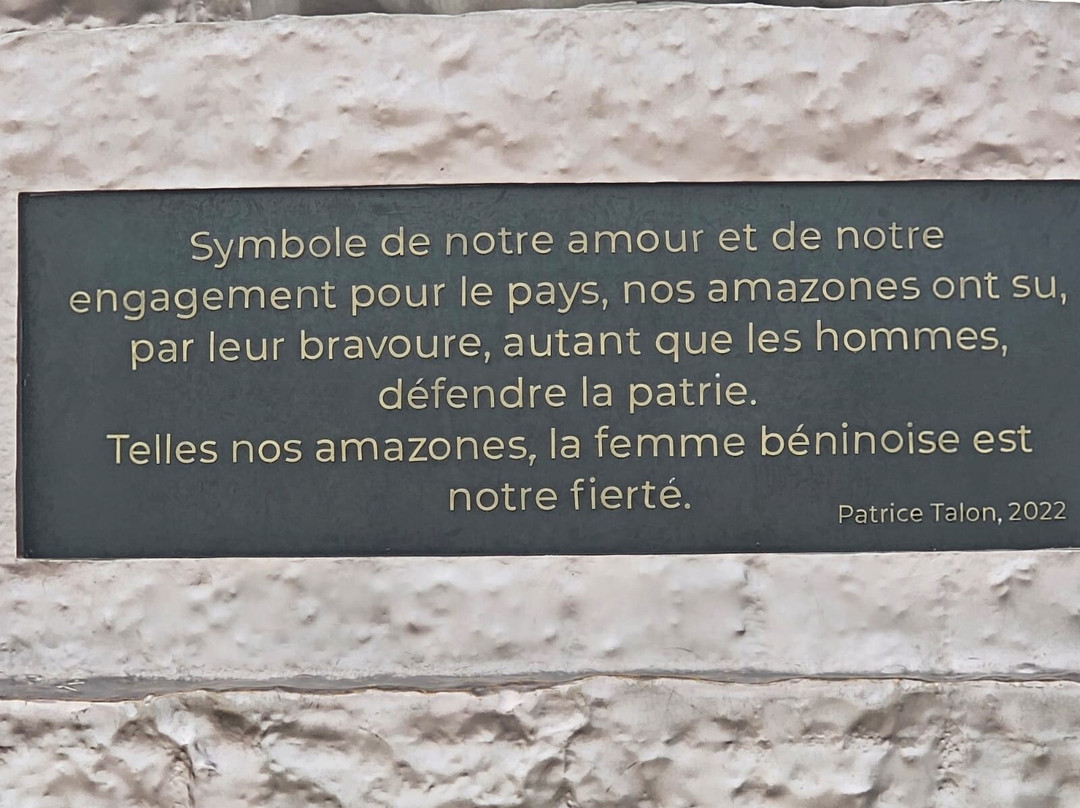 Symbole de notre amour et de notre
engagement pour le pays, nos amazones ont su,
par leur bravoure, autant que les hommes,
défendre la patrie.
Telles nos amazones, la femme béninoise est
notre fierté.
Patrice Talon, 2022